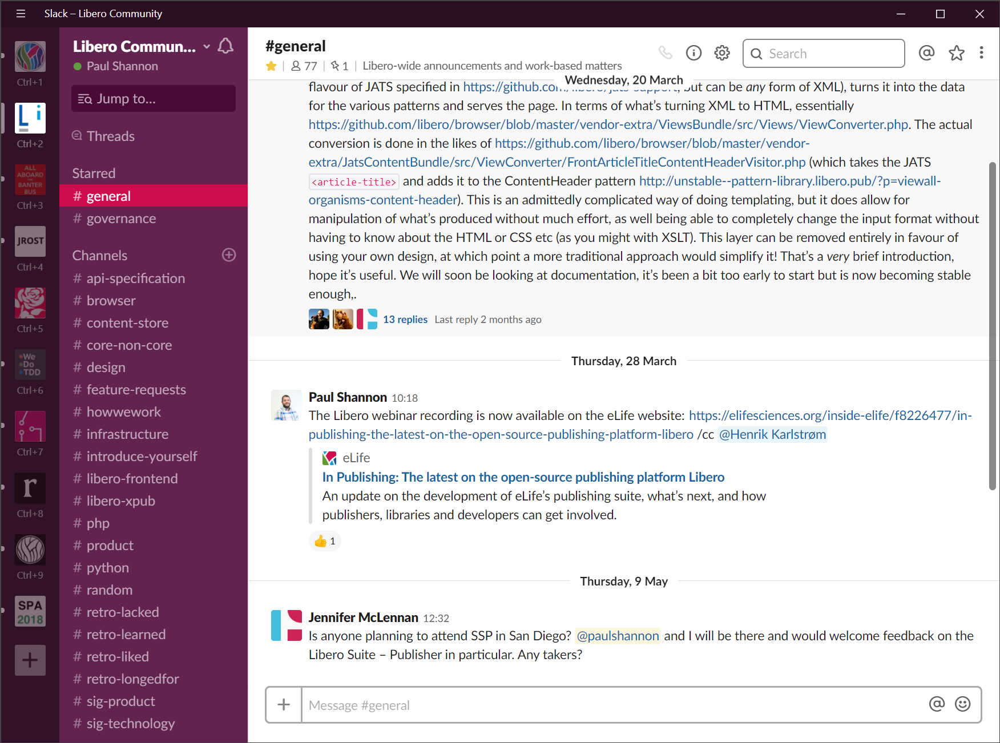 Slack – Libero Community
Ctrl+1
Li
Ctrl+2
ALL
ABOARD
THE
BANTER
BUS
Ctrl+3
JROST
Ctrl+4
Ctrl+5
We
Do
TDD
Ctrl+6
Ctrl+7
r
Ctrl+8
Ctrl+9
SPA
2018
Libero Commun...
Paul Shannon
Jump to...
Threads
Starred
# general
# governance
Channels
# api-specification
# browser
# content-store
# core-non-core
# design
# feature-requests
# howwework
# infrastructure
# introduce-yourself
# libero-frontend
# libero-xpub
# php
# product
# python
# random
# retro-lacked
# retro-learned
# retro-liked
# retro-longedfor
# sig-product
# sig-technology
#general
77 | 1 | Libero-wide announcements and work-based matters
Search
Wednesday, 20 March
flavour of JATS specified in https://github.com/libero/jats-support, but can be any form of XML), turns it into the data
for the various patterns and serves the page. In terms of what’s turning XML to HTML, essentially
https://github.com/libero/browser/blob/master/vendor-extra/ViewsBundle/src/Views/ViewConverter.php. The actual
conversion is done in the likes of https://github.com/libero/browser/blob/master/vendor-
extra/JatsContentBundle/src/ViewConverter/FrontArticleTitleContentHeaderVisitor.php (which takes the JATS
<article-title> and adds it to the ContentHeader pattern http://unstable--pattern-library.libero.pub/?p=viewall-
organisms-content-header). This is an admittedly complicated way of doing templating, but it does allow for
manipulation of what’s produced without much effort, as well being able to completely change the input format without
having to know about the HTML or CSS etc (as you might with XSLT). This layer can be removed entirely in favour of
using your own design, at which point a more traditional approach would simplify it! That’s a very brief introduction,
hope it’s useful. We will soon be looking at documentation, it’s been a bit too early to start but is now becoming stable
enough,.
13 replies Last reply 2 months ago
Thursday, 28 March
Paul Shannon 10:18
The Libero webinar recording is now available on the eLife website: https://elifesciences.org/inside-elife/f8226477/in-
publishing-the-latest-on-the-open-source-publishing-platform-libero /cc @Henrik Karlstrøm
eLife
In Publishing: The latest on the open-source publishing platform Libero
An update on the development of eLife’s publishing suite, what’s next, and how
publishers, libraries and developers can get involved.
1
Thursday, 9 May
Jennifer McLennan 12:32
Is anyone planning to attend SSP in San Diego? @paulshannon and I will be there and would welcome feedback on the
Libero Suite – Publisher in particular. Any takers?
Message #general